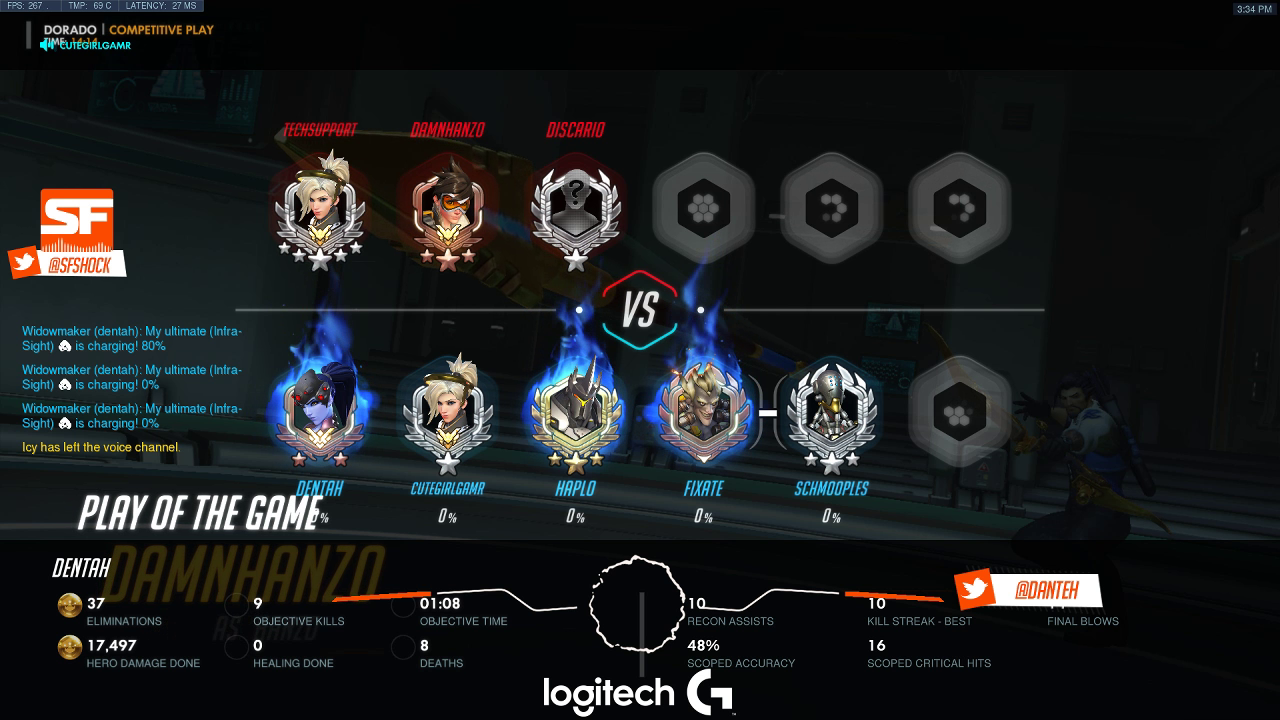 FPS: 267 . TMP: 69 C LATENCY: 27 MS
3:34 PM
DORADO | COMPETITIVE PLAY
TIME: 14:14
CUTEGIRLGAMR
TECHSUPPORT DAMNHANZO DISCARIO
?
SF
@SFSHOCK
VS
Widowmaker (dentah): My ultimate (Infra-
Sight) is charging! 80%
Widowmaker (dentah): My ultimate (Infra-
Sight) is charging! 0%
Widowmaker (dentah): My ultimate (Infra-
Sight) is charging! 0%
Icy has left the voice channel.
DENTAH CUTEGIRLGAMR HAPLO FIXATE SCHMOOPLES
% 0% 0% 0% 0%
PLAY OF THE GAME
DAMNHANZO
AS HANZO
DENTAH
@DANTEH
37 9 01:08 10 10
ELIMINATIONS OBJECTIVE KILLS OBJECTIVE TIME RECON ASSISTS KILL STREAK - BEST FINAL BLOWS
17,497 0 8 48% 16
HERO DAMAGE DONE HEALING DONE DEATHS SCOPED ACCURACY SCOPED CRITICAL HITS
logitech G